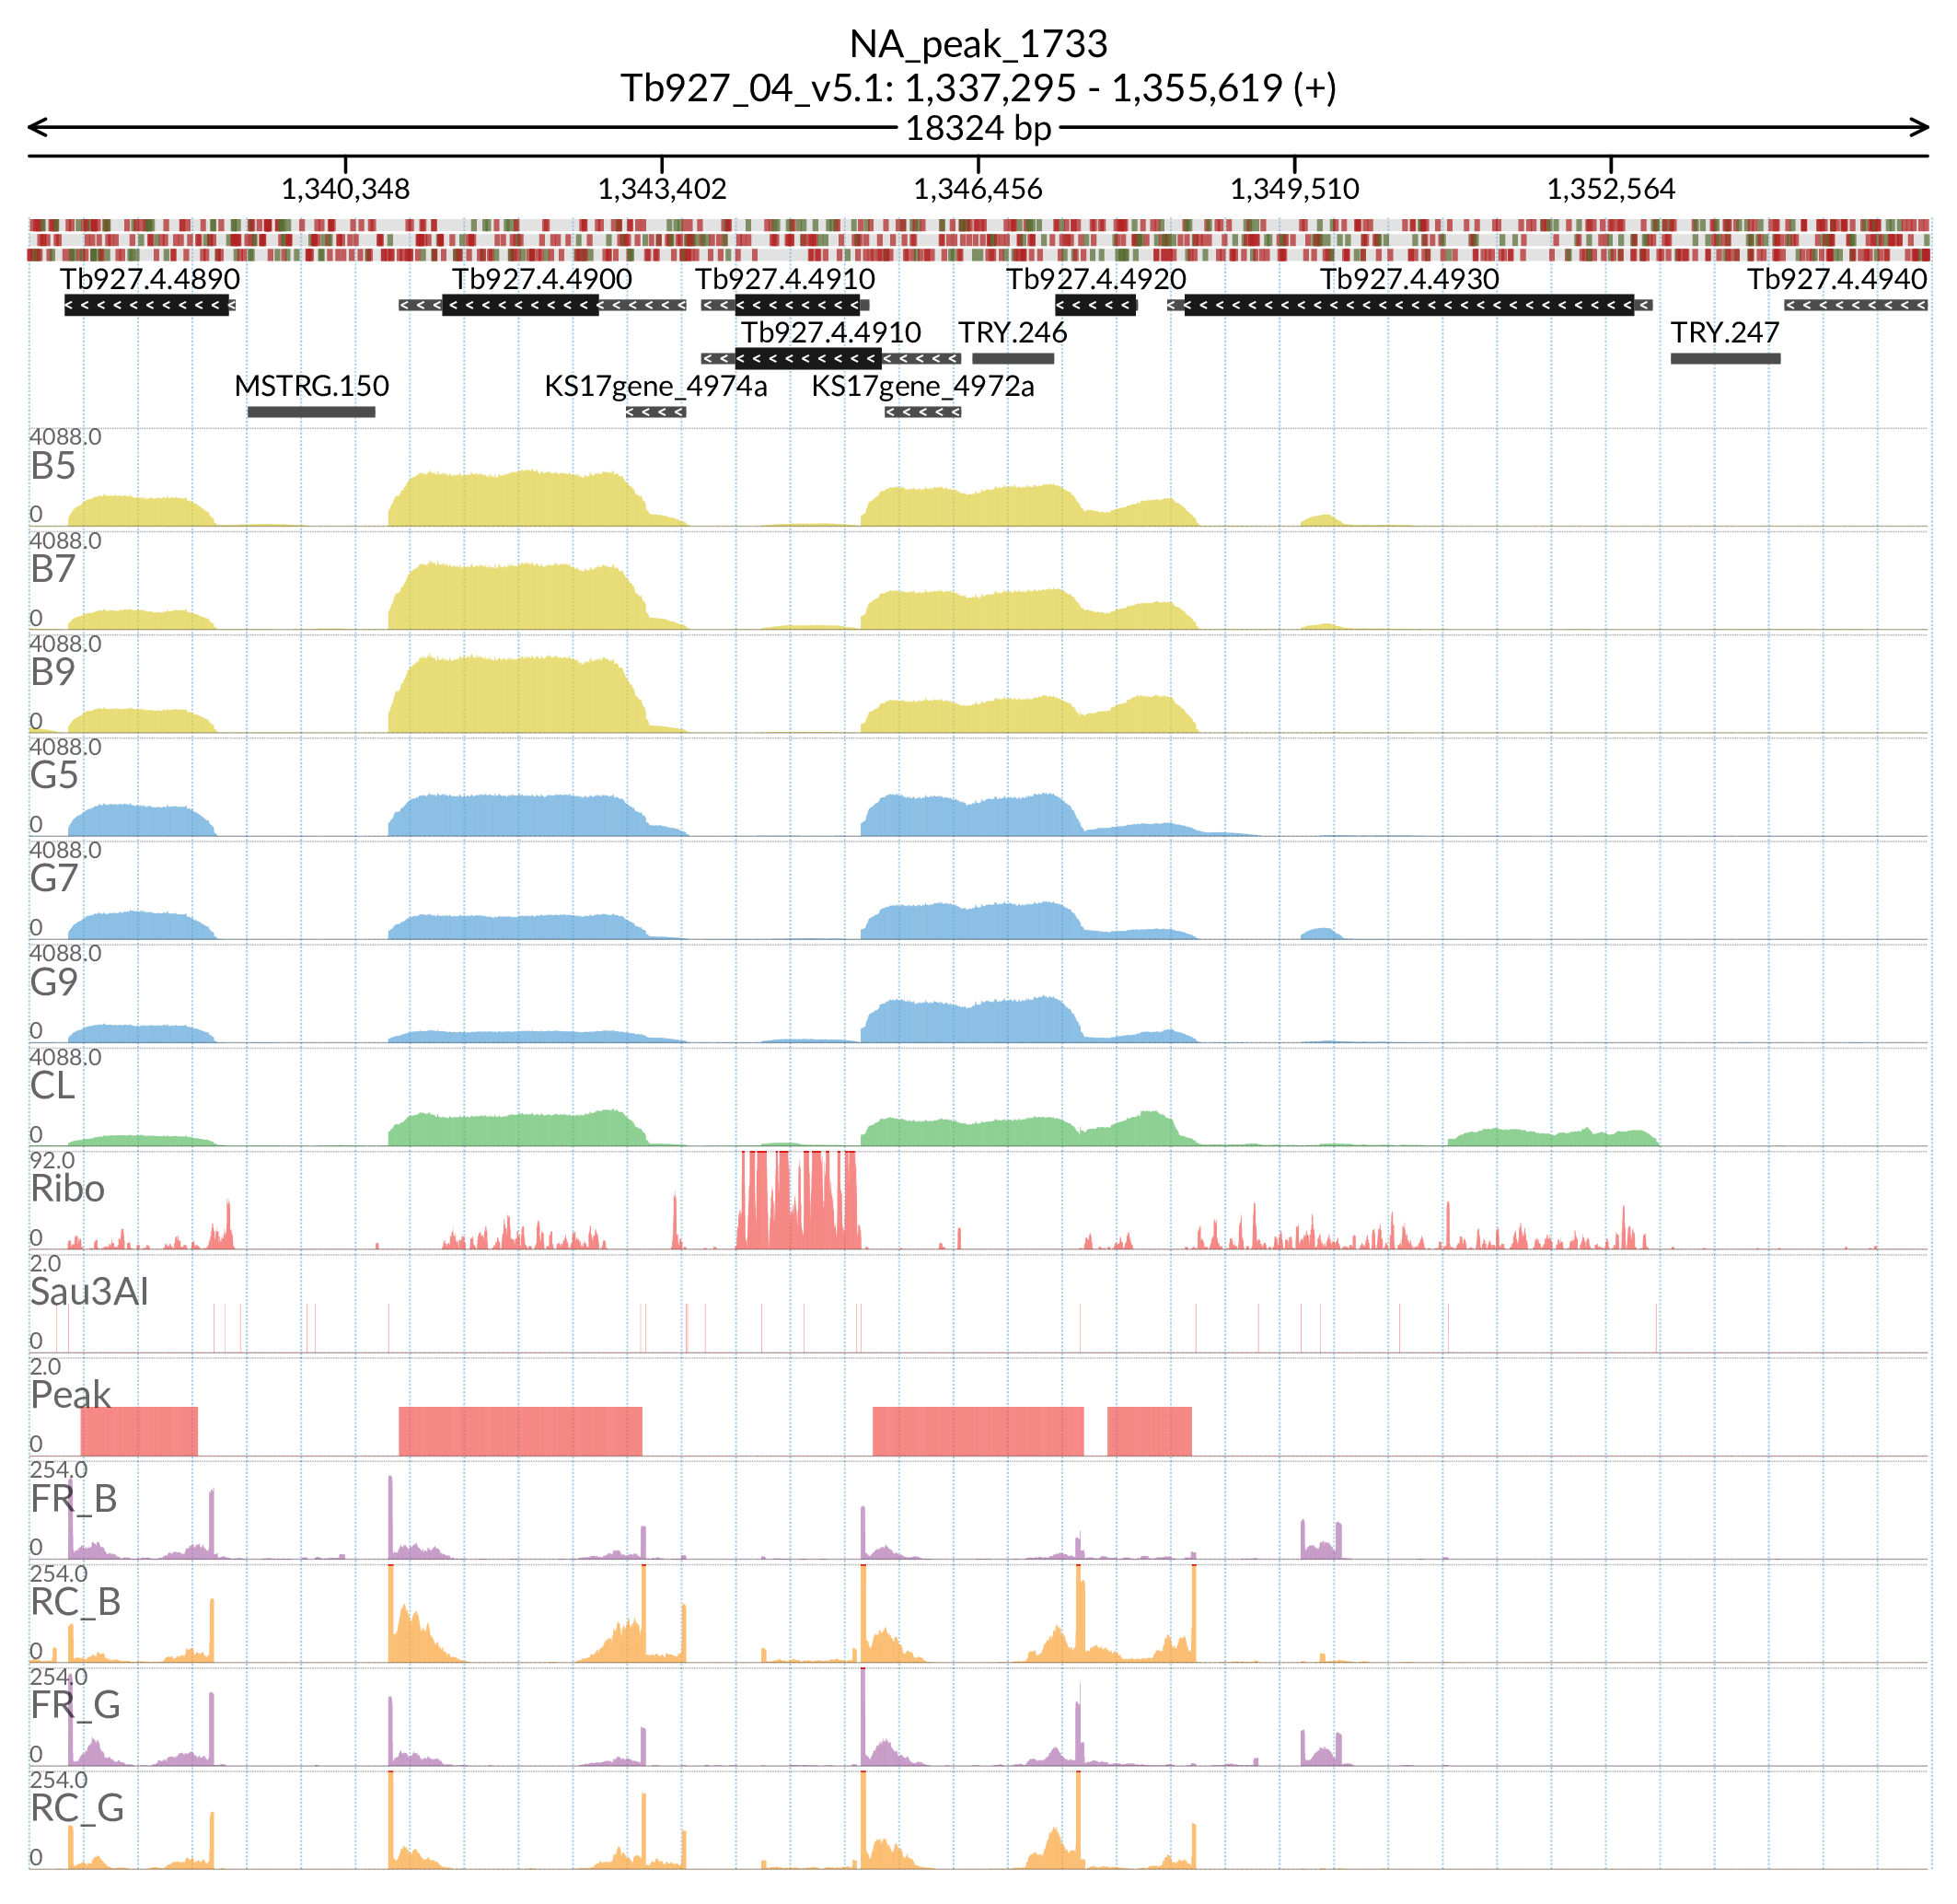 NA_peak_1733
Tb927_04_v5.1: 1,337,295 - 1,355,619 (+)
18324 bp
1,340,348 1,343,402 1,346,456 1,349,510 1,352,564
Tb927.4.4890 Tb927.4.4900 Tb927.4.4910 Tb927.4.4920 Tb927.4.4930 Tb927.4.4940
Tb927.4.4910 TRY.246 TRY.247
MSTRG.150 KS17gene_4974a KS17gene_4972a
4088.0
B5
0
4088.0
B7
0
4088.0
B9
0
4088.0
G5
0
4088.0
G7
0
4088.0
G9
0
4088.0
CL
0
92.0
Ribo
0
2.0
Sau3AI
0
2.0
Peak
0
254.0
FR_B
0
254.0
RC_B
0
254.0
FR_G
0
254.0
RC_G
0